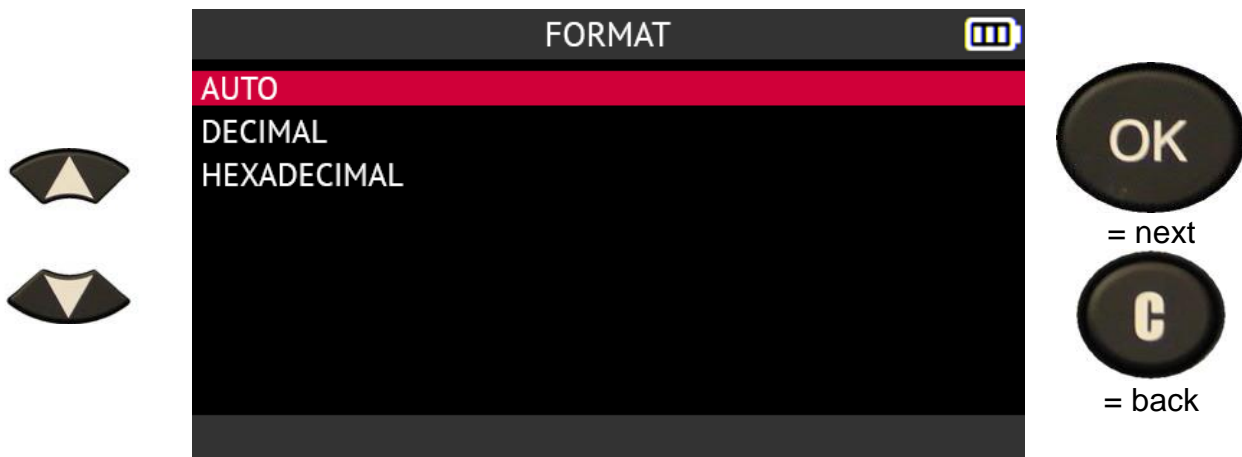 FORMAT
AUTO
DECIMAL
HEXADECIMAL
OK
= next
C
= back